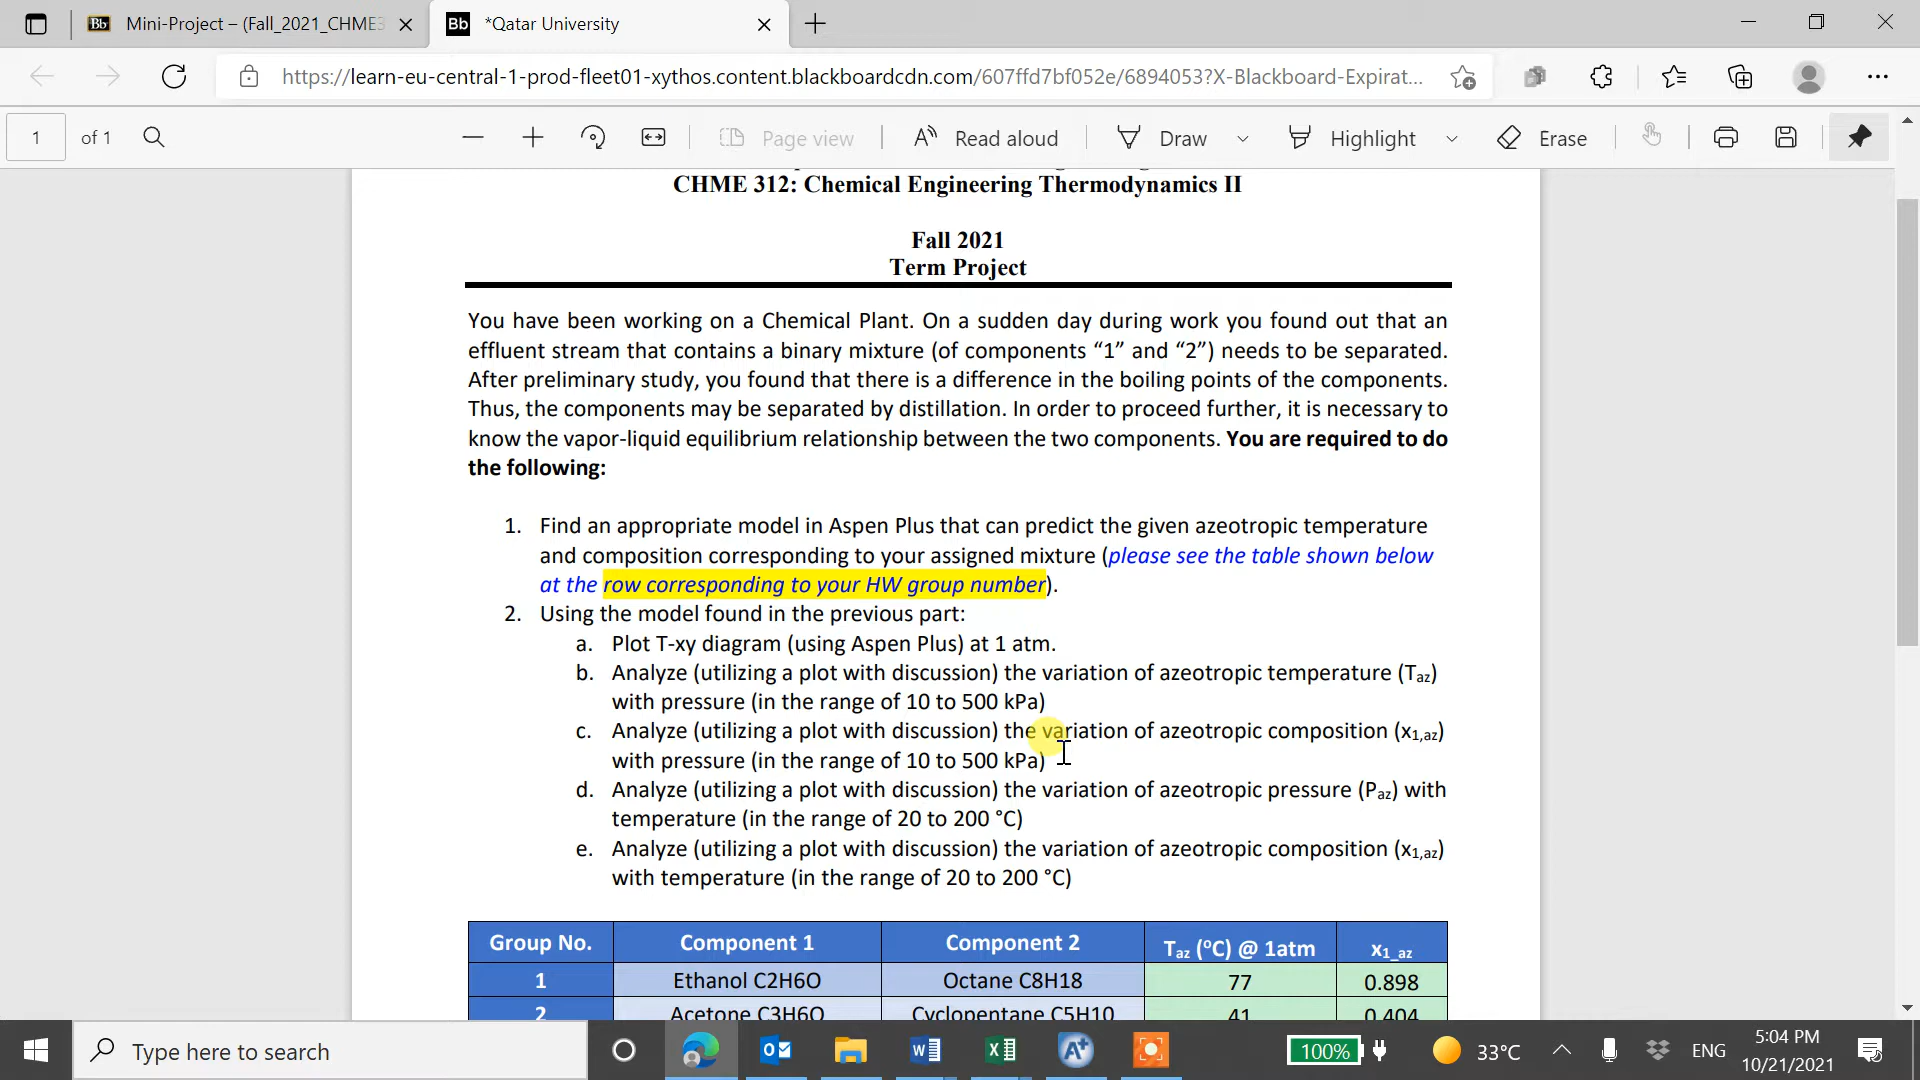 Mini-Project – (Fall_2021_CHME3
*Qatar University
https://learn-eu-central-1-prod-fleet01-xythos.content.blackboardcdn.com/607ffd7bf052e/6894053?X-Blackboard-Expirat...
1 of 1 Page view Read aloud Draw Highlight Erase
CHME 312: Chemical Engineering Thermodynamics II
Fall 2021
Term Project
You have been working on a Chemical Plant. On a sudden day during work you found out that an
effluent stream that contains a binary mixture (of components “1” and “2”) needs to be separated.
After preliminary study, you found that there is a difference in the boiling points of the components.
Thus, the components may be separated by distillation. In order to proceed further, it is necessary to
know the vapor-liquid equilibrium relationship between the two components. You are required to do
the following:
1. Find an appropriate model in Aspen Plus that can predict the given azeotropic temperature
and composition corresponding to your assigned mixture (please see the table shown below
at the row corresponding to your HW group number).
2. Using the model found in the previous part:
a. Plot T-xy diagram (using Aspen Plus) at 1 atm.
b. Analyze (utilizing a plot with discussion) the variation of azeotropic temperature (Taz)
with pressure (in the range of 10 to 500 kPa)
c. Analyze (utilizing a plot with discussion) the variation of azeotropic composition (x1,az)
with pressure (in the range of 10 to 500 kPa)
d. Analyze (utilizing a plot with discussion) the variation of azeotropic pressure (Paz) with
temperature (in the range of 20 to 200 °C)
e. Analyze (utilizing a plot with discussion) the variation of azeotropic composition (x1,az)
with temperature (in the range of 20 to 200 °C)
Group No. Component 1 Component 2 Taz (°C) @ 1atm x1_az
1 Ethanol C2H6O Octane C8H18 77 0.898
2 Acetone C3H6O Cyclopentane C5H10 41 0.404
Type here to search
100%
33°C
ENG
5:04 PM
10/21/2021